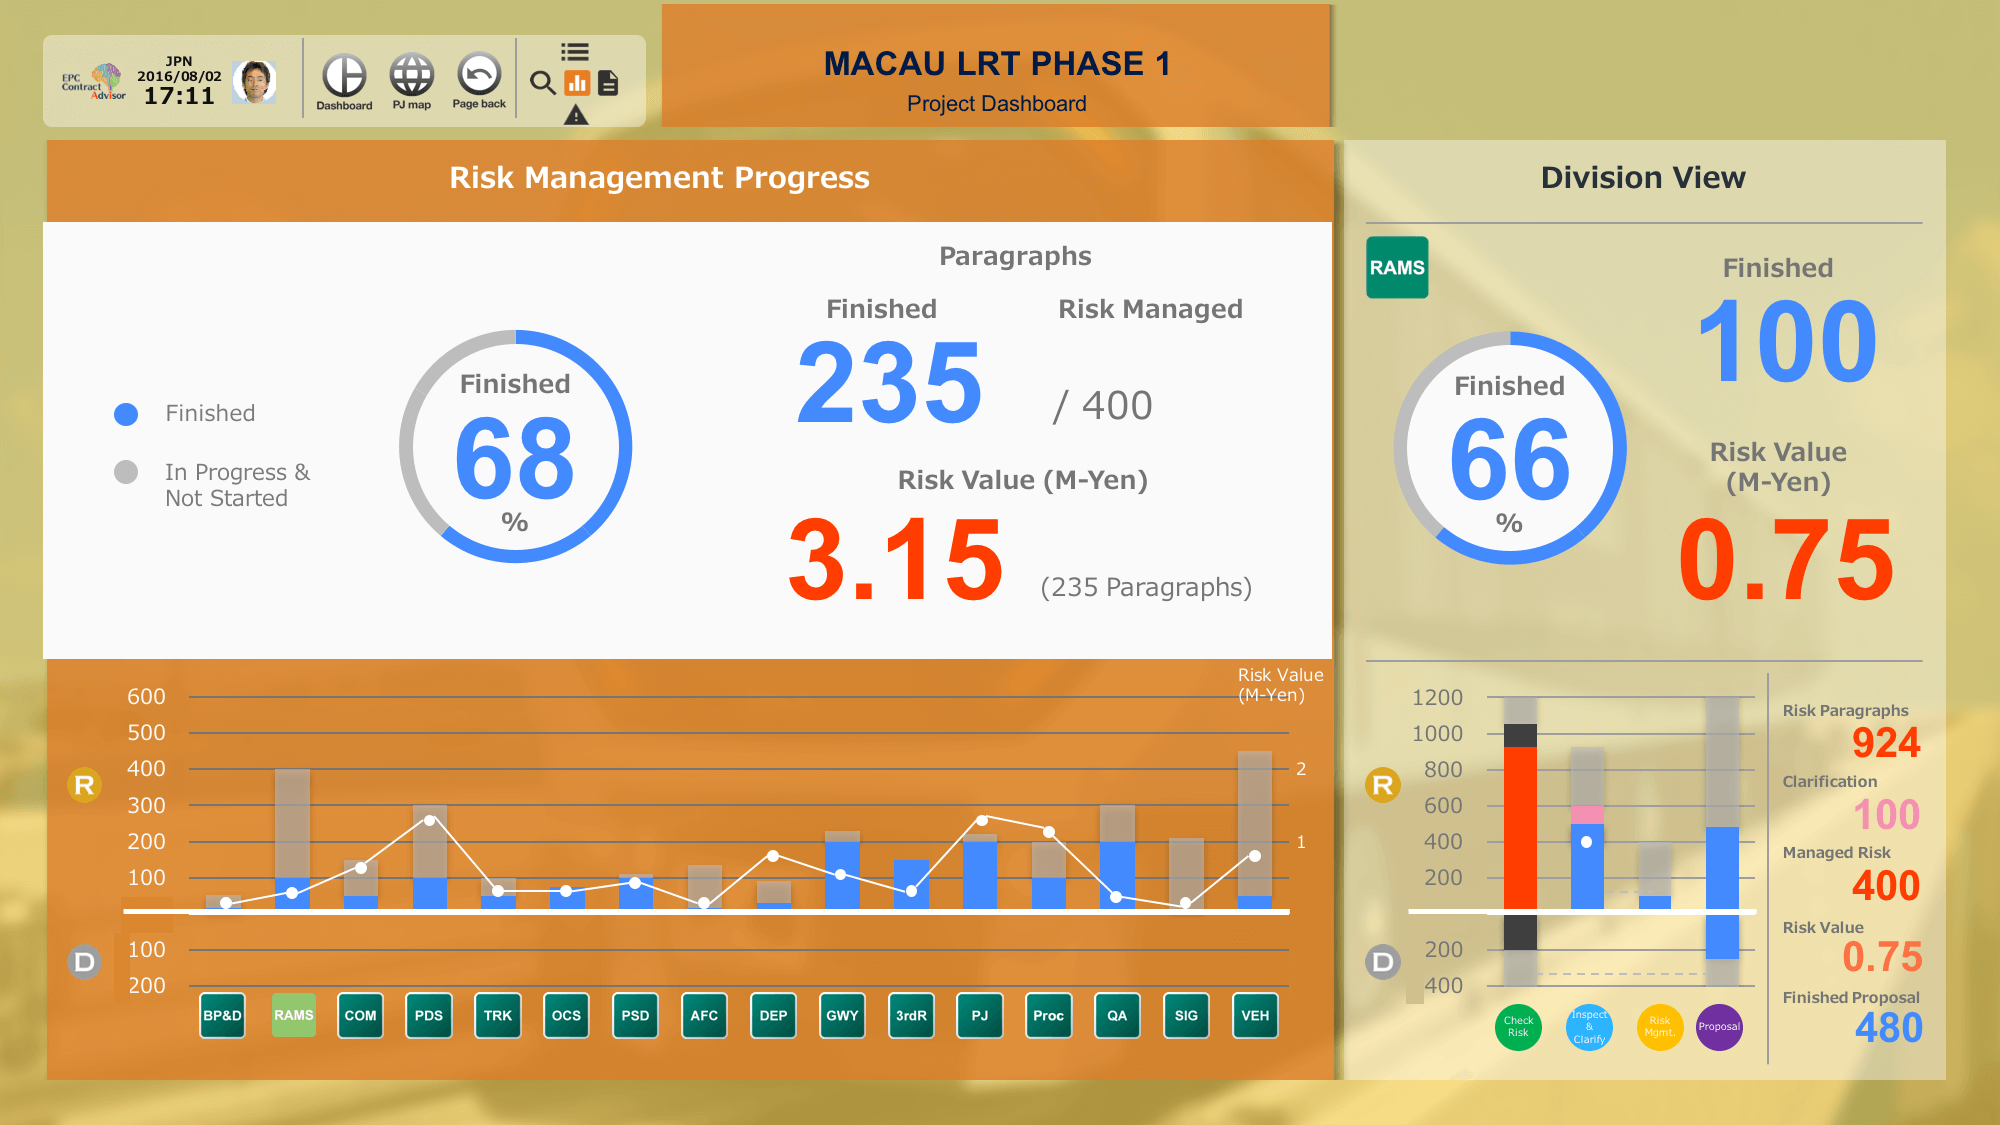 EPC
Contract
Advisor
JPN
2016/08/02
17:11
Dashboard
PJ map
Page back
MACAU LRT PHASE 1
Project Dashboard
Risk Management Progress
Finished
In Progress &
Not Started
Finished
68
%
Paragraphs
Finished
Risk Managed
235
/ 400
Risk Value (M-Yen)
3.15
(235 Paragraphs)
Division View
RAMS
Finished
100
Finished
66
%
Risk Value
(M-Yen)
0.75
Risk Value
(M-Yen)
600
500
400
300
200
100
100
200
2
1
R
D
BP&D
RAMS
COM
PDS
TRK
OCS
PSD
AFC
DEP
GWY
3rdR
PJ
Proc
QA
SIG
VEH
1200
1000
800
600
400
200
200
400
R
D
Check
Risk
Inspect
&
Clarify
Risk
Mgmt.
Proposal
Risk Paragraphs
924
Clarification
100
Managed Risk
400
Risk Value
0.75
Finished Proposal
480